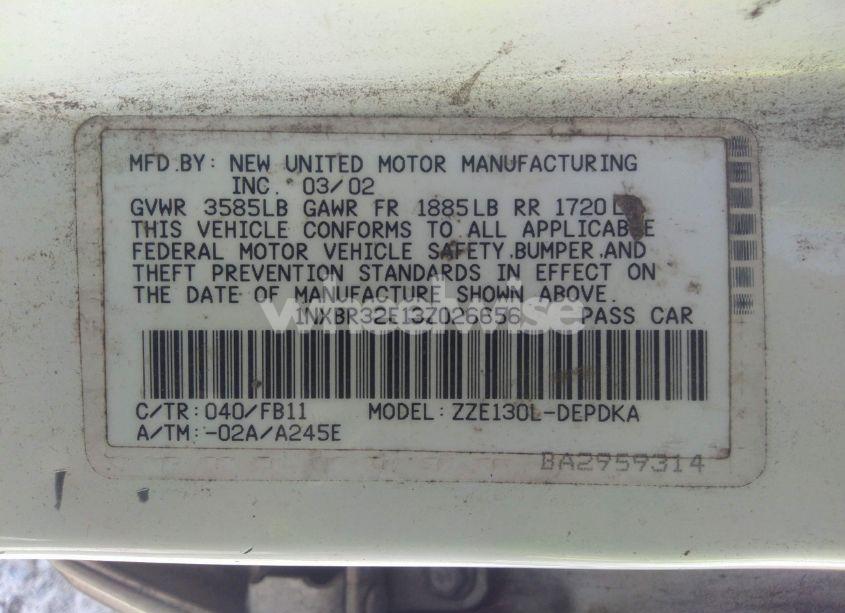 MFD.BY: NEW UNITED MOTOR MANUFACTURING
INC. 03/02
GVWR 3585LB GAWR FR 1885LB RR 1720L
THIS VEHICLE CONFORMS TO ALL APPLICABLE
FEDERAL MOTOR VEHICLE SAFETY,BUMPER,AND
THEFT PREVENTION STANDARDS IN EFFECT ON
THE DATE OF MANUFACTURE SHOWN ABOVE.
1NXBR32E13Z026656 PASS CAR
wheelwise
C/TR: 040/FB11 MODEL: ZZE130L-DEPDKA
A/TM: -02A/A245E
BA2959314